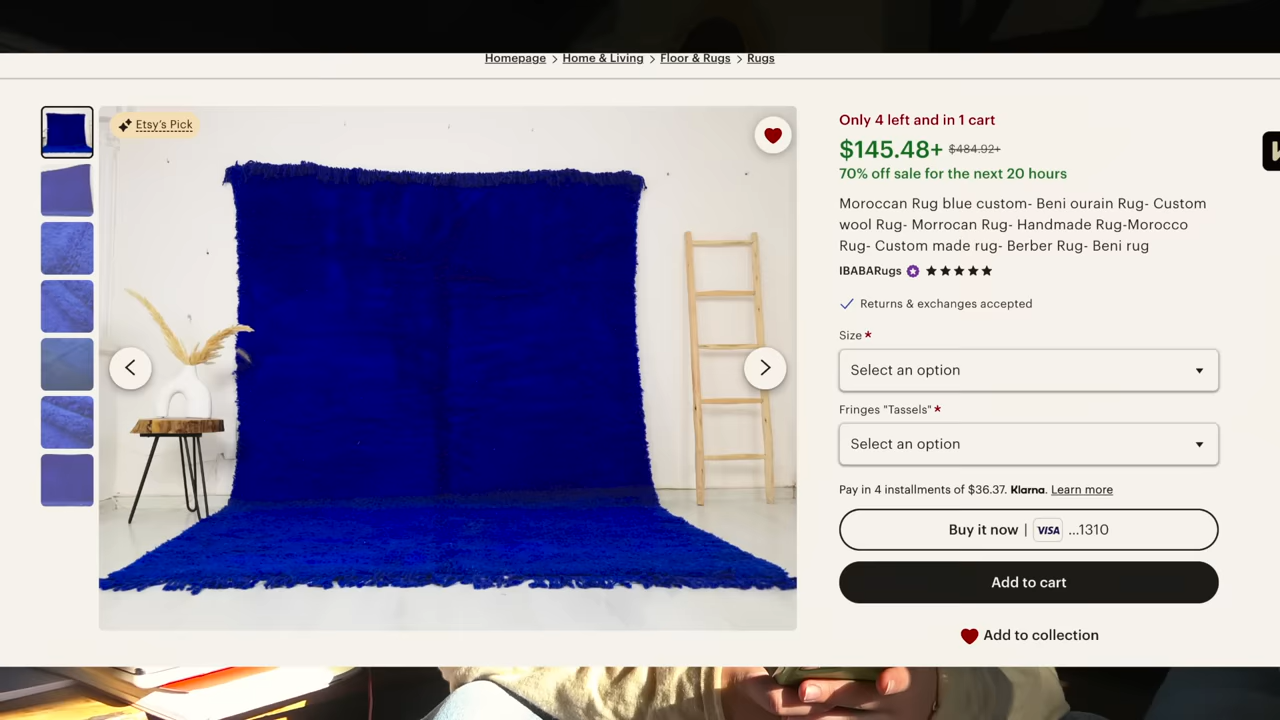 Homepage > Home & Living > Floor & Rugs > Rugs
Etsy's Pick
Only 4 left and in 1 cart
$145.48+ $484.92+
70% off sale for the next 20 hours
Moroccan Rug blue custom- Beni ourain Rug- Custom
wool Rug- Morrocan Rug- Handmade Rug-Morocco
Rug- Custom made rug- Berber Rug- Beni rug
IBABARugs
Returns & exchanges accepted
Size *
Select an option
Fringes "Tassels" *
Select an option
Pay in 4 installments of $36.37. Klarna. Learn more
Buy it now | VISA ...1310
Add to cart
Add to collection